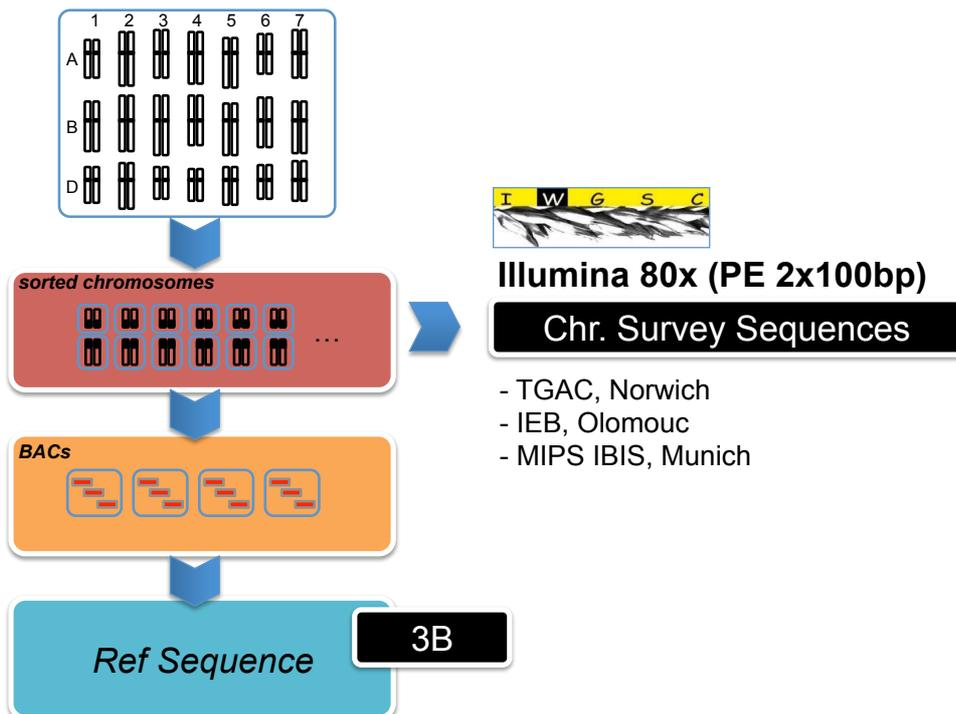 1 2 3 4 5 6 7
A
B
D
I W G S C
Illumina 80x (PE 2x100bp)
sorted chromosomes
...
Chr. Survey Sequences
- TGAC, Norwich
- IEB, Olomouc
- MIPS IBIS, Munich
BACs
Ref Sequence
3B